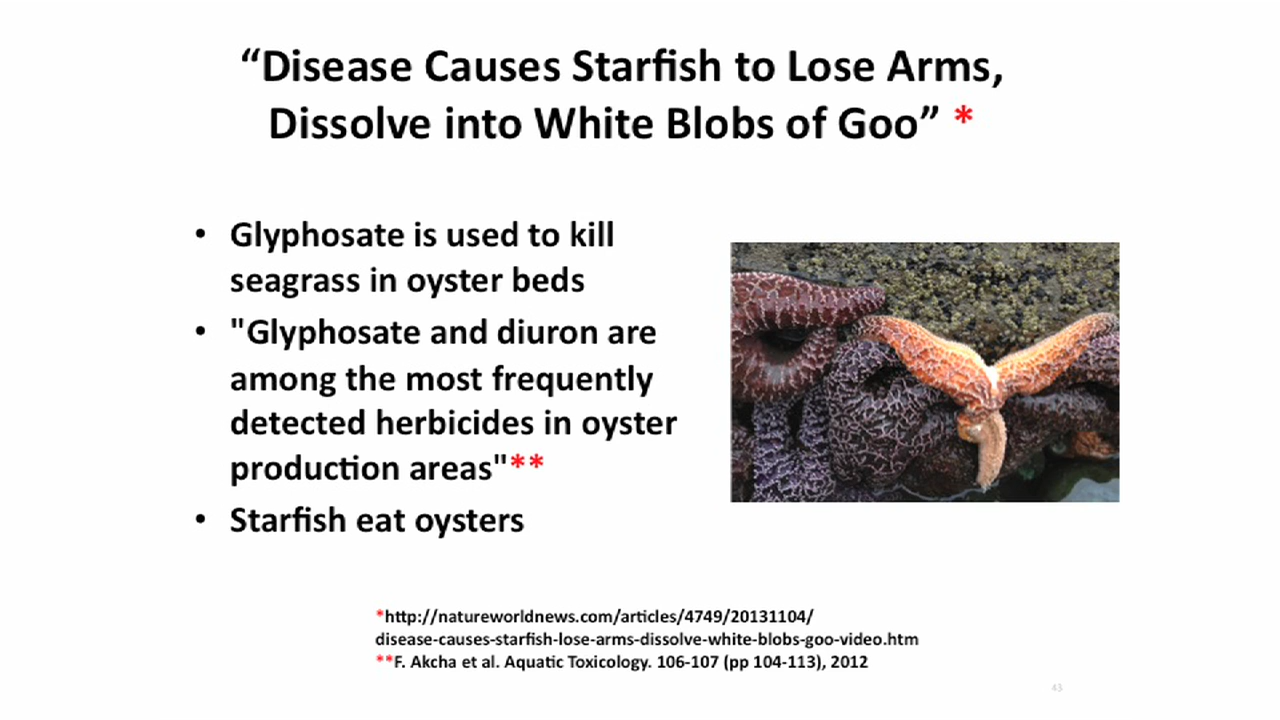 “Disease Causes Starfish to Lose Arms,
Dissolve into White Blobs of Goo” *
• Glyphosate is used to kill
seagrass in oyster beds
• "Glyphosate and diuron are
among the most frequently
detected herbicides in oyster
production areas"**
• Starfish eat oysters
*http://natureworldnews.com/articles/4749/20131104/
disease-causes-starfish-lose-arms-dissolve-white-blobs-goo-video.htm
**F. Akcha et al. Aquatic Toxicology. 106-107 (pp 104-113), 2012
43